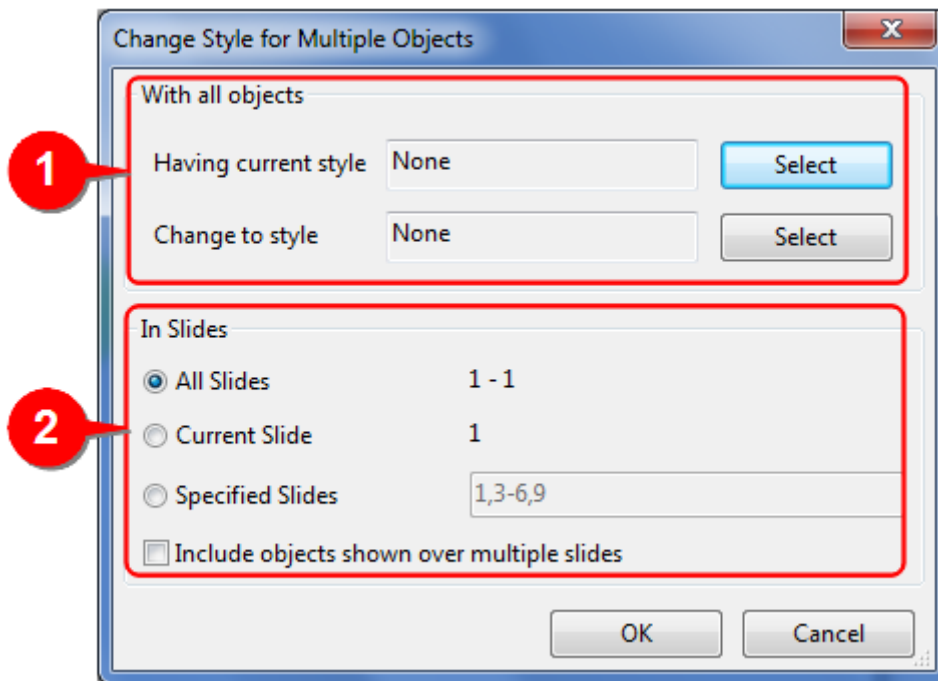 Change Style for Multiple Objects
With all objects
1
Having current style None Select
Change to style None Select
In Slides
All Slides 1 - 1
2
Current Slide 1
Specified Slides 1,3-6,9
Include objects shown over multiple slides
OK Cancel